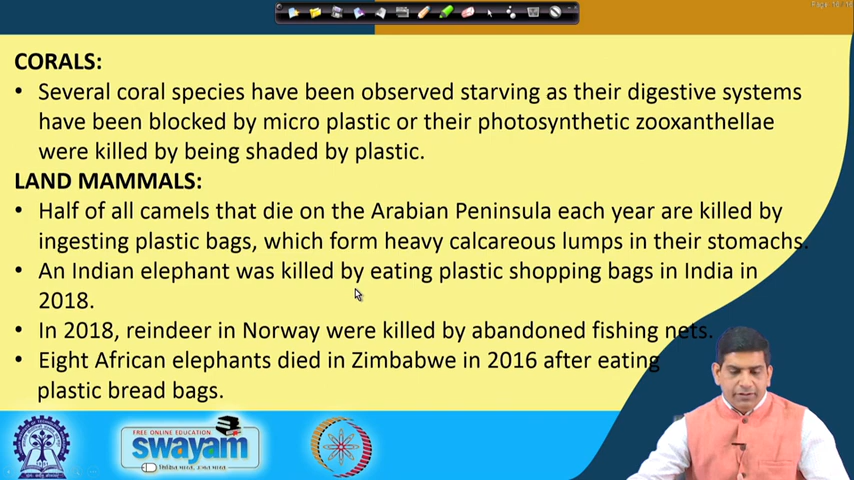 Page: 16 / 16
CORALS:
• Several coral species have been observed starving as their digestive systems
have been blocked by micro plastic or their photosynthetic zooxanthellae
were killed by being shaded by plastic.
LAND MAMMALS:
• Half of all camels that die on the Arabian Peninsula each year are killed by
ingesting plastic bags, which form heavy calcareous lumps in their stomachs.
• An Indian elephant was killed by eating plastic shopping bags in India in
2018.
• In 2018, reindeer in Norway were killed by abandoned fishing nets.
• Eight African elephants died in Zimbabwe in 2016 after eating
plastic bread bags.
FREE ONLINE EDUCATION
swayam